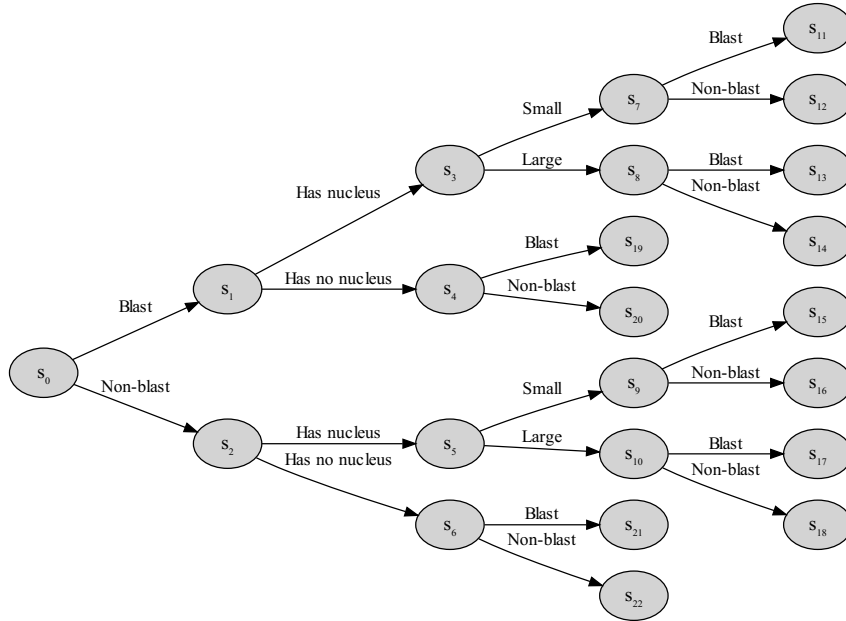 Blast
s₁₁
Non-blast
s₁₂
Small
s₇
Large
s₈
Blast
s₁₃
Non-blast
s₁₄
Has nucleus
s₃
Has no nucleus
s₄
Blast
s₁₉
Non-blast
s₂₀
Blast
s₁
s₀
Non-blast
s₂
Has nucleus
s₅
Has no nucleus
s₆
Small
s₉
Large
s₁₀
Blast
s₁₅
Non-blast
s₁₆
Blast
s₁₇
Non-blast
s₁₈
Blast
s₂₁
Non-blast
s₂₂